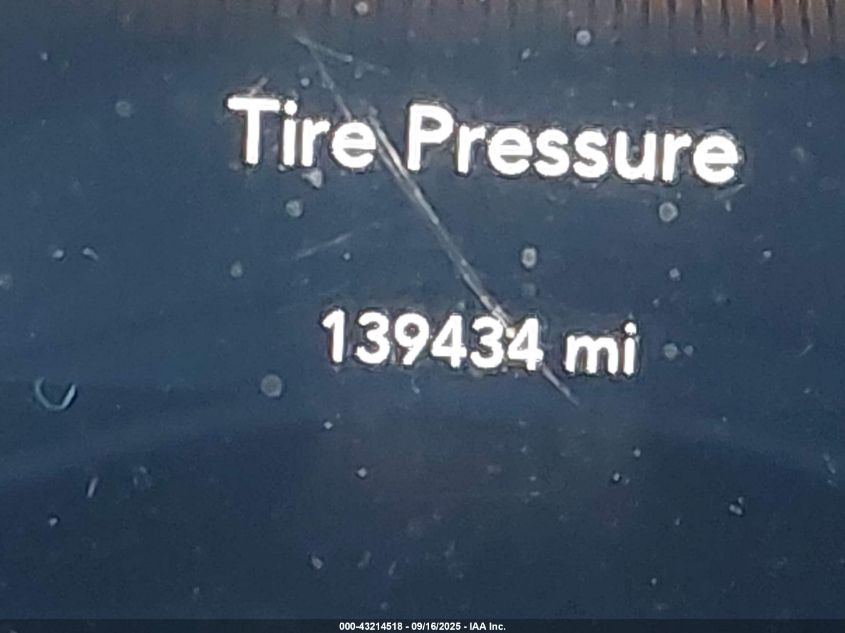 Tire Pressure
139434 mi
000-43214518 - 09/16/2025 - IAA Inc.